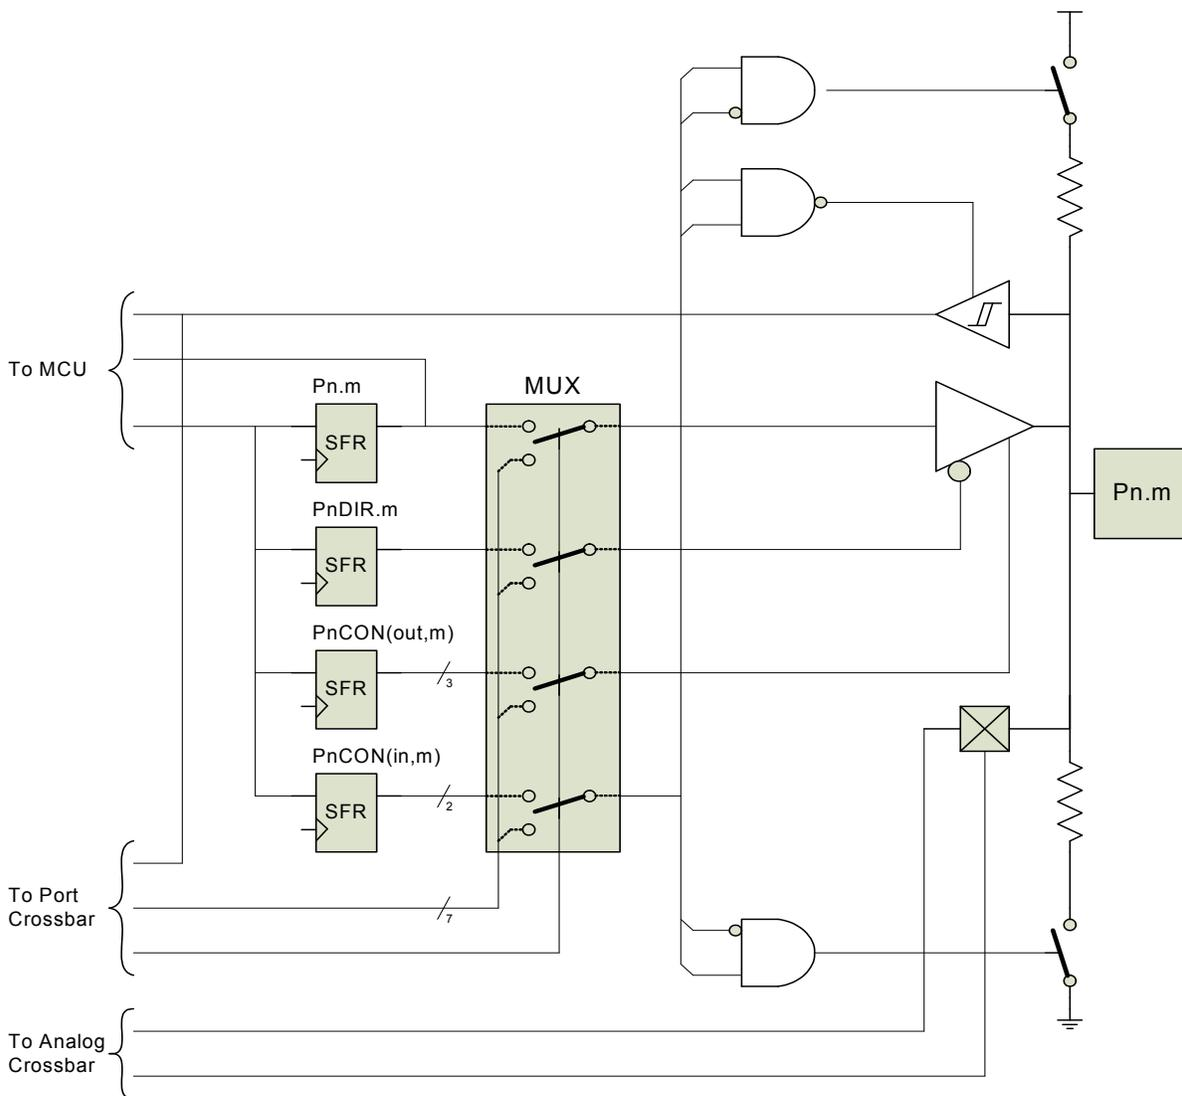 To MCU
Pn.m
MUX
SFR
Pn.m
PnDIR.m
SFR
PnCON(out,m)
SFR
3
PnCON(in,m)
SFR
2
To Port
Crossbar
7
To Analog
Crossbar